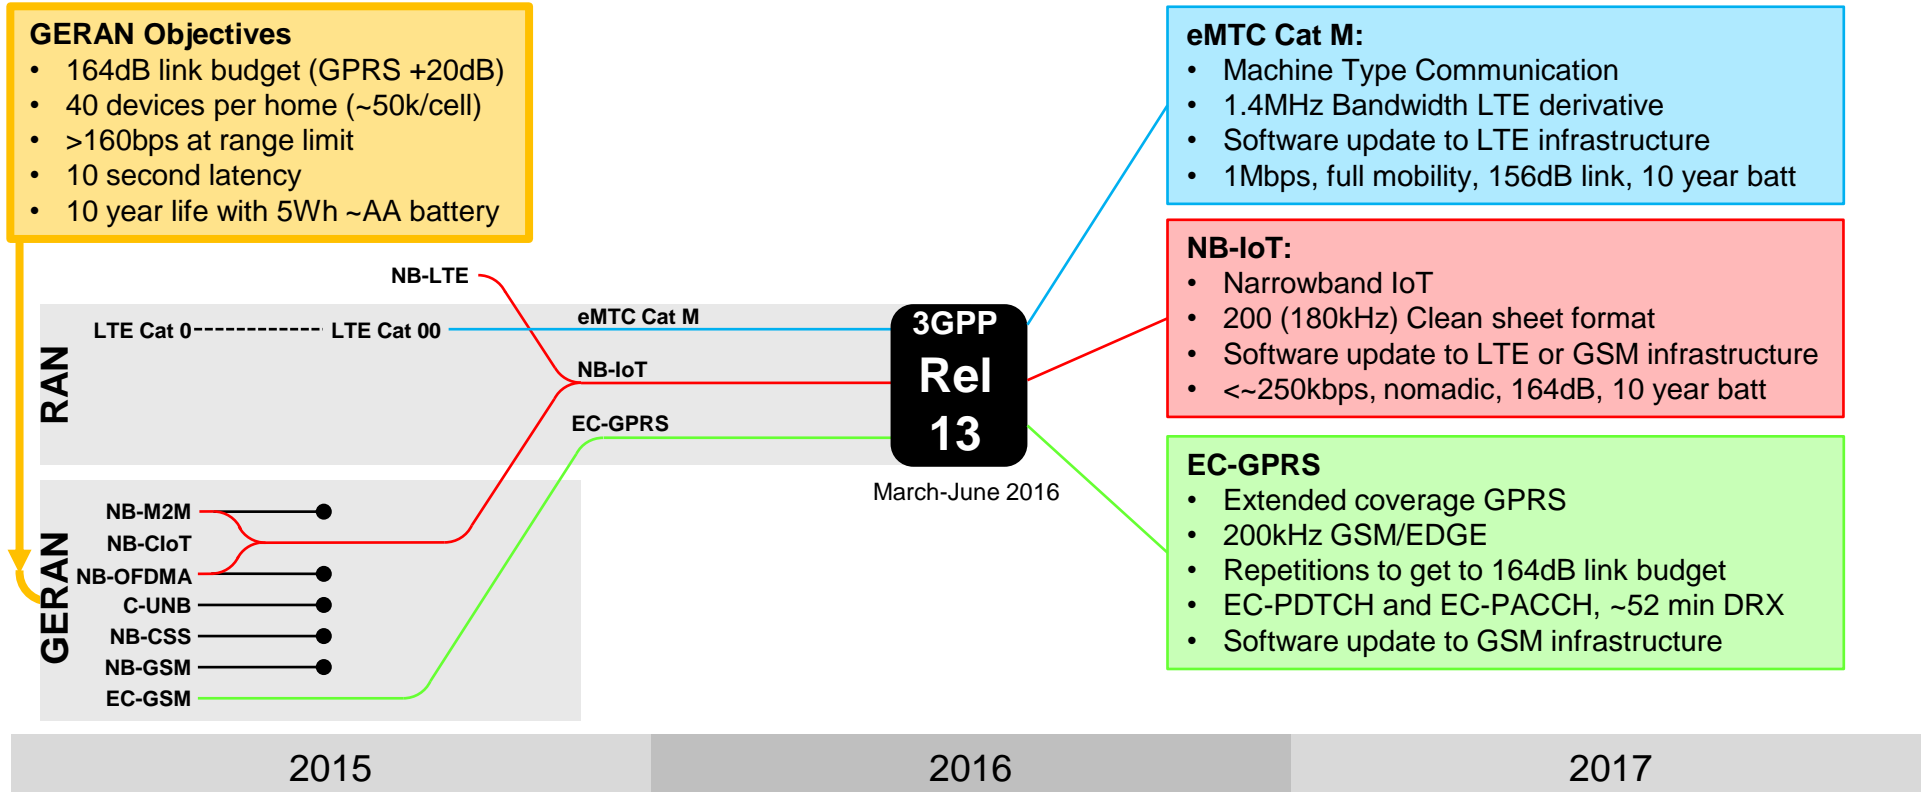 GERAN Objectives
• 164dB link budget (GPRS +20dB)
• 40 devices per home (~50k/cell)
• >160bps at range limit
• 10 second latency
• 10 year life with 5Wh ~AA battery
eMTC Cat M:
• Machine Type Communication
• 1.4MHz Bandwidth LTE derivative
• Software update to LTE infrastructure
• 1Mbps, full mobility, 156dB link, 10 year batt
NB-IoT:
• Narrowband IoT
• 200 (180kHz) Clean sheet format
• Software update to LTE or GSM infrastructure
• <~250kbps, nomadic, 164dB, 10 year batt
EC-GPRS
• Extended coverage GPRS
• 200kHz GSM/EDGE
• Repetitions to get to 164dB link budget
• EC-PDTCH and EC-PACCH, ~52 min DRX
• Software update to GSM infrastructure
NB-LTE
RAN
LTE Cat 0
LTE Cat 00
eMTC Cat M
NB-IoT
EC-GPRS
3GPP
Rel
13
March-June 2016
GERAN
NB-M2M
NB-CIoT
NB-OFDMA
C-UNB
NB-CSS
NB-GSM
EC-GSM
2015
2016
2017